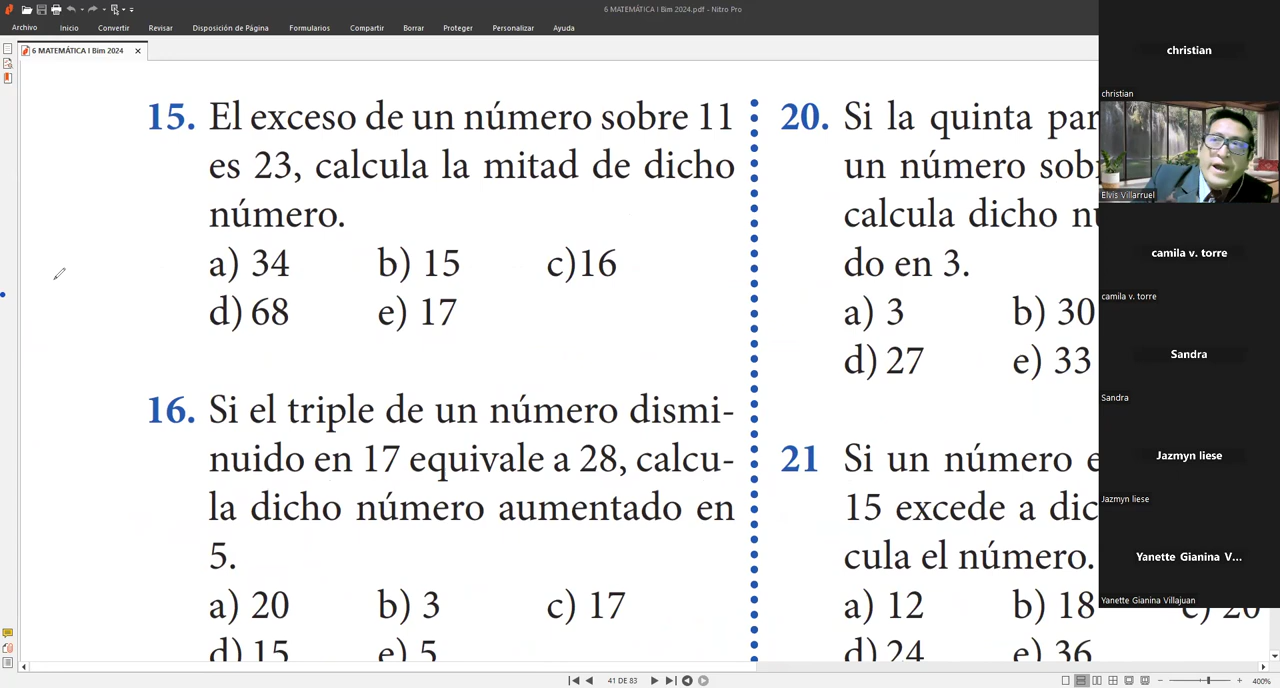 6 MATEMÁTICA I Bim 2024.pdf - Nitro Pro
Archivo Inicio Convertir Revisar Disposición de Página Formularios Compartir Borrar Proteger Personalizar Ayuda
6 MATEMÁTICA I Bim 2024
15. El exceso de un número sobre 11
es 23, calcula la mitad de dicho
número.
a) 34 b) 15 c)16
d) 68 e) 17
16. Si el triple de un número dismi-
nuido en 17 equivale a 28, calcu-
la dicho número aumentado en
5.
a) 20 b) 3 c) 17
d) 15 e) 5
20. Si la quinta par
un número sob
calcula dicho n
do en 3.
a) 3 b) 30
d) 27 e) 33
21 Si un número e
15 excede a dic
cula el número.
a) 12 b) 18 c) 20
d) 24 e) 36
christian
christian
Elvis Villarruel
camila v. torre
camila v. torre
Sandra
Sandra
Jazmyn liese
Jazmyn liese
Yanette Gianina V...
Yanette Gianina Villajuan
41 DE 83
400%